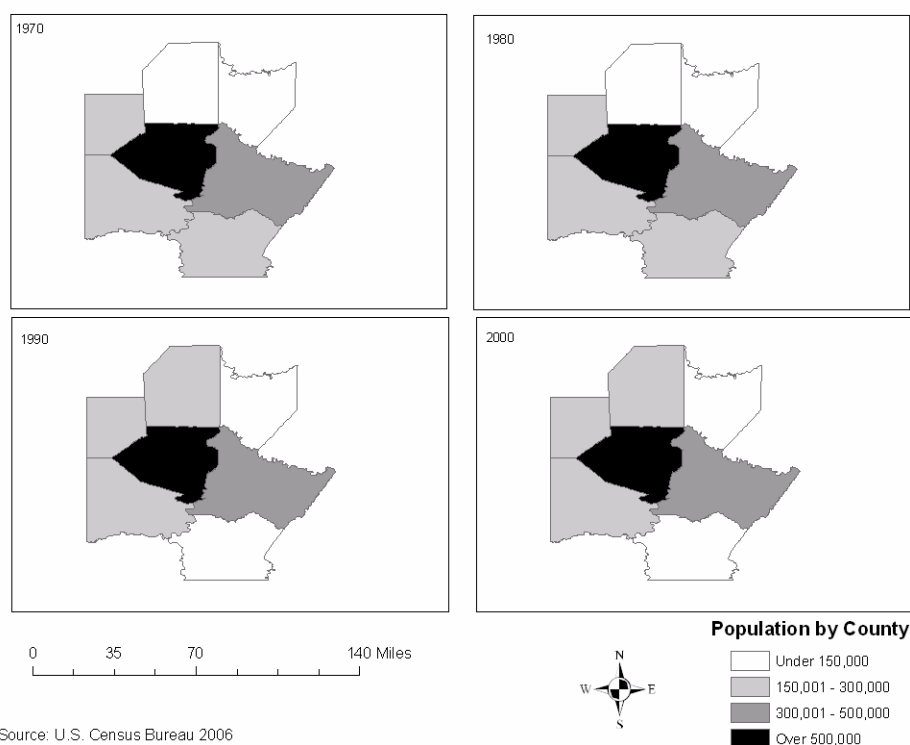 1970
1980
1990
2000
0 35 70 140 Miles
N
W E
S
Population by County
Under 150,000
150,001 - 300,000
300,001 - 500,000
Over 500,000
Source: U.S. Census Bureau 2006